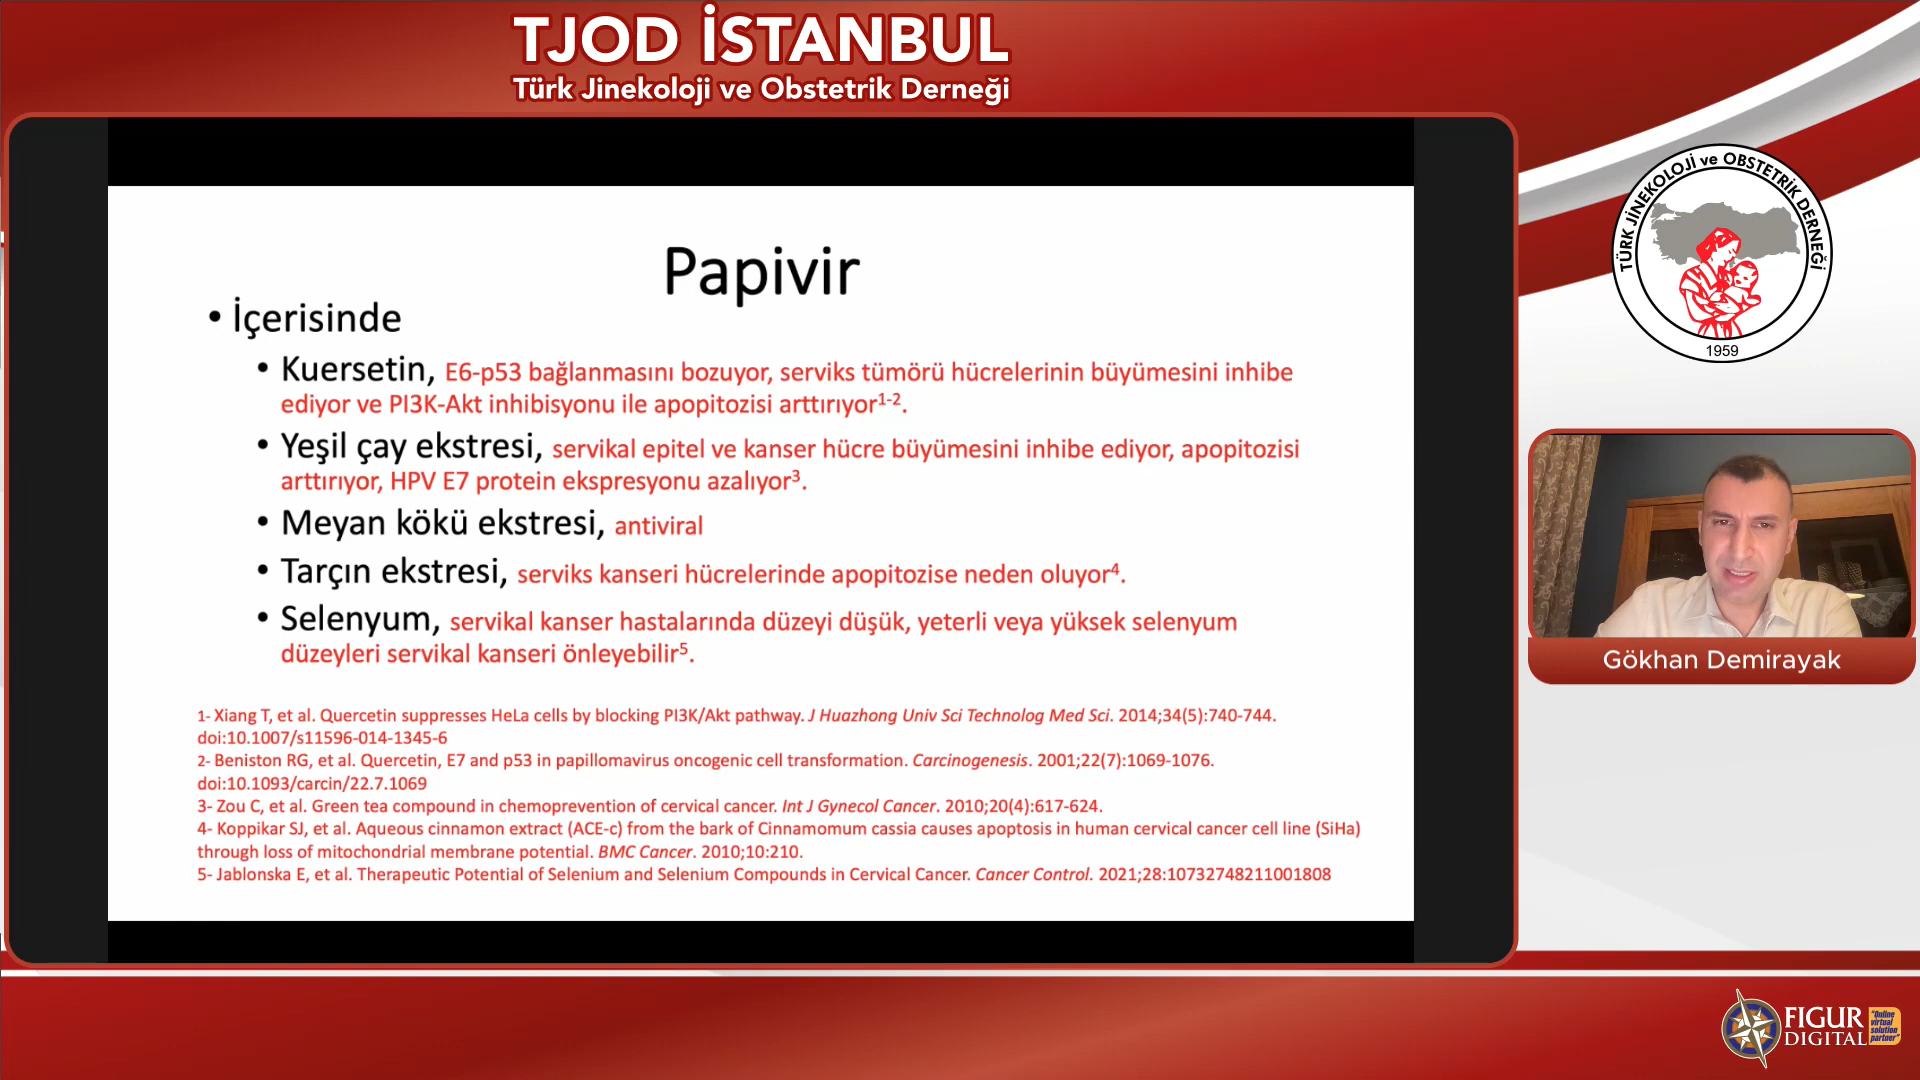 TJOD İSTANBUL
Türk Jinekoloji ve Obstetrik Derneği
Papivir
• İçerisinde
• Kuersetin, E6-p53 bağlanmasını bozuyor, serviks tümörü hücrelerinin büyümesini inhibe
ediyor ve PI3K-Akt inhibisyonu ile apopitozisi arttırıyor1-2.
• Yeşil çay ekstresi, servikal epitel ve kanser hücre büyümesini inhibe ediyor, apopitozisi
arttırıyor, HPV E7 protein ekspresyonu azalıyor3.
• Meyan kökü ekstresi, antiviral
• Tarçın ekstresi, serviks kanseri hücrelerinde apopitozise neden oluyor4.
• Selenyum, servikal kanser hastalarında düzeyi düşük, yeterli veya yüksek selenyum
düzeyleri servikal kanseri önleyebilir5.
1- Xiang T, et al. Quercetin suppresses HeLa cells by blocking PI3K/Akt pathway. J Huazhong Univ Sci Technolog Med Sci. 2014;34(5):740-744.
doi:10.1007/s11596-014-1345-6
2- Beniston RG, et al. Quercetin, E7 and p53 in papillomavirus oncogenic cell transformation. Carcinogenesis. 2001;22(7):1069-1076.
doi:10.1093/carcin/22.7.1069
3- Zou C, et al. Green tea compound in chemoprevention of cervical cancer. Int J Gynecol Cancer. 2010;20(4):617-624.
4- Koppikar SJ, et al. Aqueous cinnamon extract (ACE-c) from the bark of Cinnamomum cassia causes apoptosis in human cervical cancer cell line (SiHa)
through loss of mitochondrial membrane potential. BMC Cancer. 2010;10:210.
5- Jablonska E, et al. Therapeutic Potential of Selenium and Selenium Compounds in Cervical Cancer. Cancer Control. 2021;28:10732748211001808
TÜRK JİNEKOLOJİ ve OBSTETRİK DERNEĞİ
1959
Gökhan Demirayak
FIGUR
DIGITAL
"Online
virtual
solution
partner"